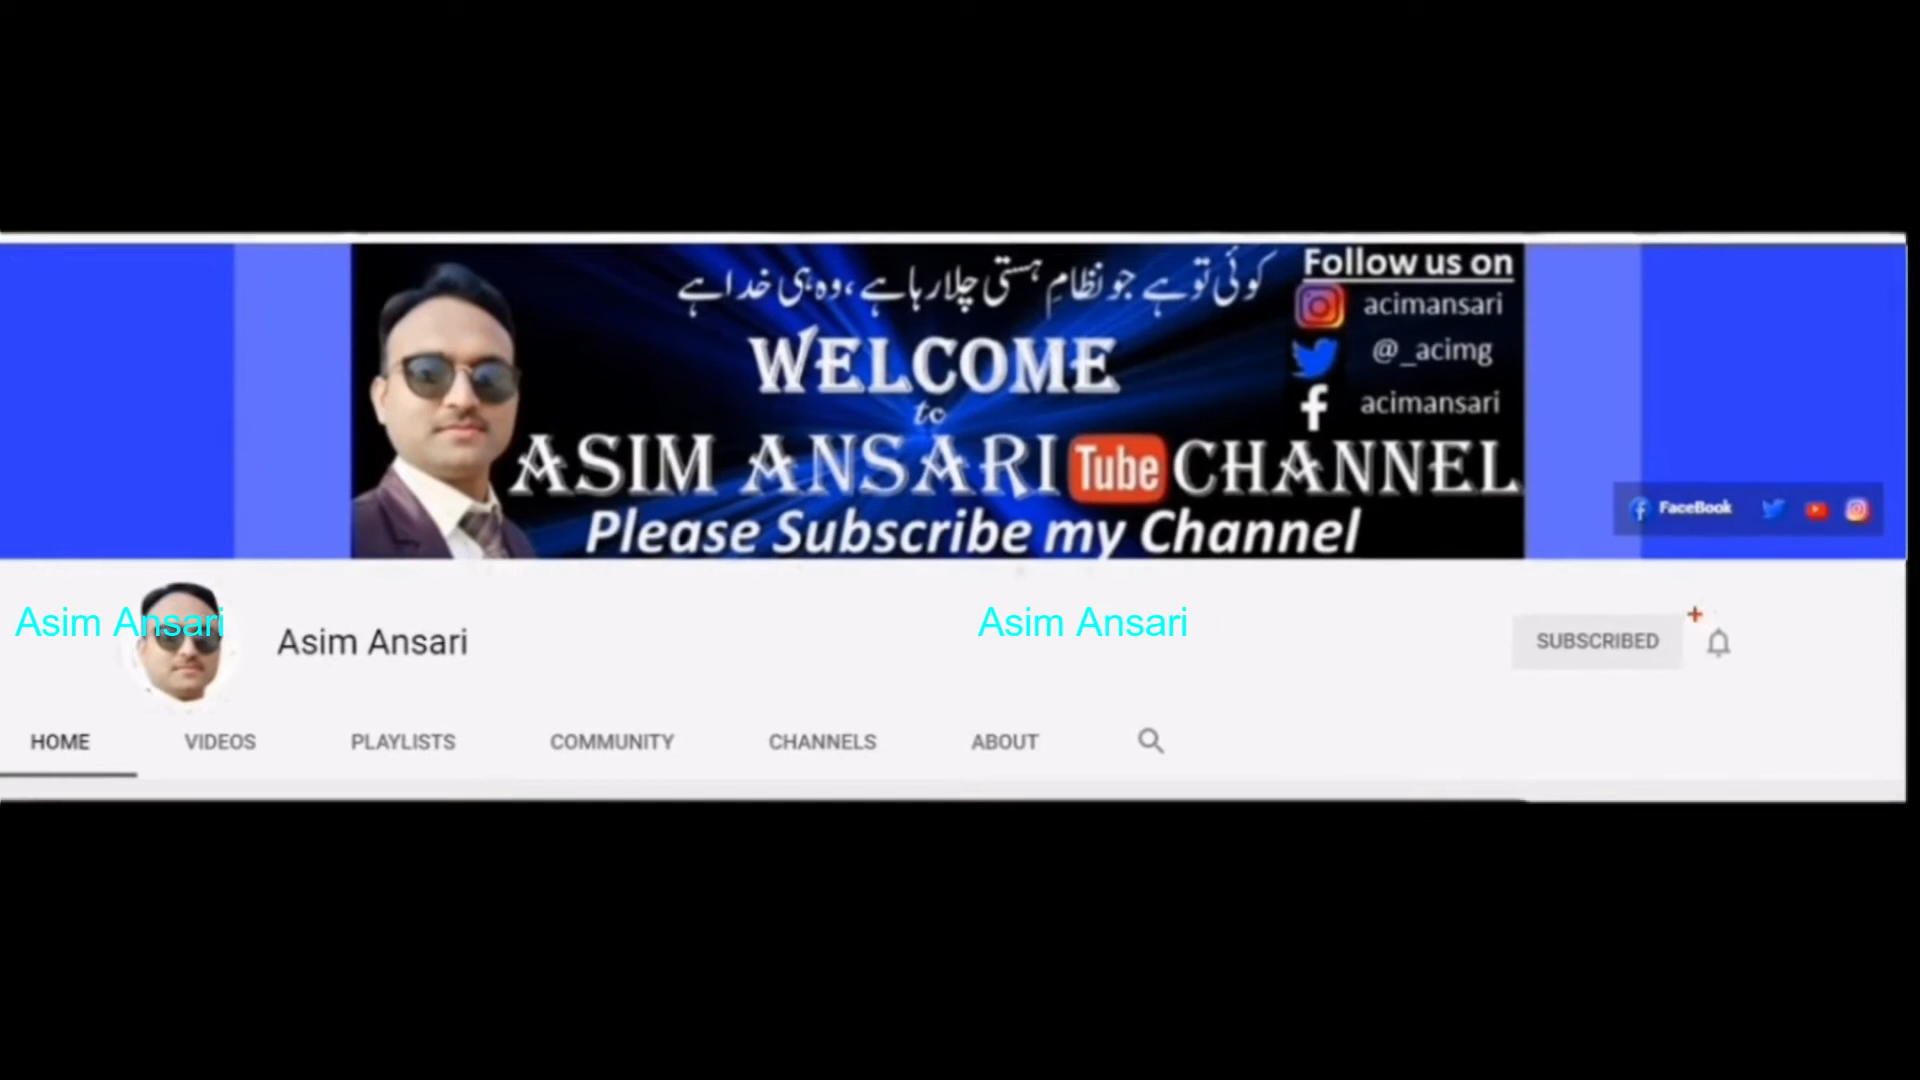 کوئی تو ہے جو نظامِ ہستی چلا رہا ہے ، وہ ہی خدا ہے
Follow us on
acimansari
@_acimg
acimansari
WELCOME
to
ASIM ANSARI Tube CHANNEL
Please Subscribe my Channel
FaceBook
Asim Ansari
Asim Ansari
Asim Ansari
SUBSCRIBED
HOME VIDEOS PLAYLISTS COMMUNITY CHANNELS ABOUT